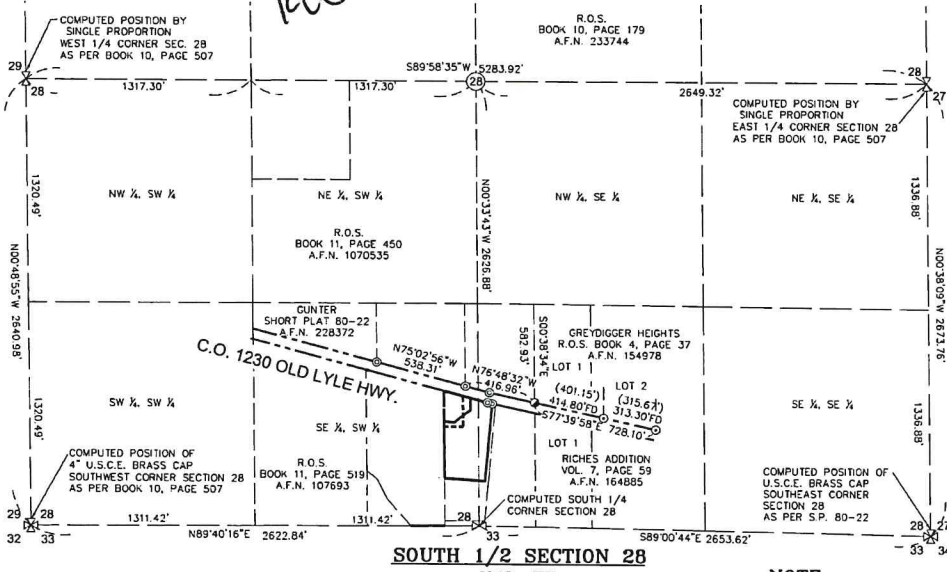 COMPUTED POSITION BY
SINGLE PROPORTION
WEST 1/4 CORNER SEC. 28
AS PER BOOK 10, PAGE 507
R.O.S.
BOOK 10, PAGE 179
A.F.N. 233744
29
28
S89'58'35"W 5283.92'
28
28
27
1317.30'
1317.30'
2649.32'
COMPUTED POSITION BY
SINGLE PROPORTION
EAST 1/4 CORNER SECTION 28
AS PER BOOK 10, PAGE 507
1320.49'
NW ¼, SW ¼
NE ¼, SW ¼
NW ¼, SE ¼
NE ¼, SE ¼
1336.88'
R.O.S.
BOOK 11, PAGE 450
A.F.N. 1070535
N00'33'43"W 2626.88'
N00'48'55"W 2640.98'
N00'38'09"W 2673.76'
GUNTER
SHORT PLAT 80-22
A.F.N. 228372
C.O. 1230 OLD LYLE HWY.
N75'02'56"W
538.31'
N76'48'32"W
416.96'
S00'38'34"E
582.93'
GREYDIGGER HEIGHTS
R.O.S. BOOK 4, PAGE 37
A.F.N. 154978
LOT 1
(401.15')
414.80'FD
LOT 2
(315.67')
313.30'FD
S77'39'58"E 728.10'
1320.49'
SW ¼, SW ¼
SE ¼, SW ¼
LOT 1
SE ¼, SE ¼
1336.88'
RICHES ADDITION
VOL. 7, PAGE 59
A.F.N. 164885
COMPUTED POSITION OF
4" U.S.C.E. BRASS CAP
SOUTHWEST CORNER SECTION 28
AS PER BOOK 10, PAGE 507
R.O.S.
BOOK 11, PAGE 519
A.F.N. 107693
COMPUTED SOUTH 1/4
CORNER SECTION 28
COMPUTED POSITION OF
U.S.C.E. BRASS CAP
SOUTHEAST CORNER
SECTION 28
AS PER S.P. 80-22
29
28
32
33
1311.42'
1311.42'
28
33
28
27
33
34
N89'40'16"E 2622.84'
S89'00'44"E 2653.62'
SOUTH 1/2 SECTION 28